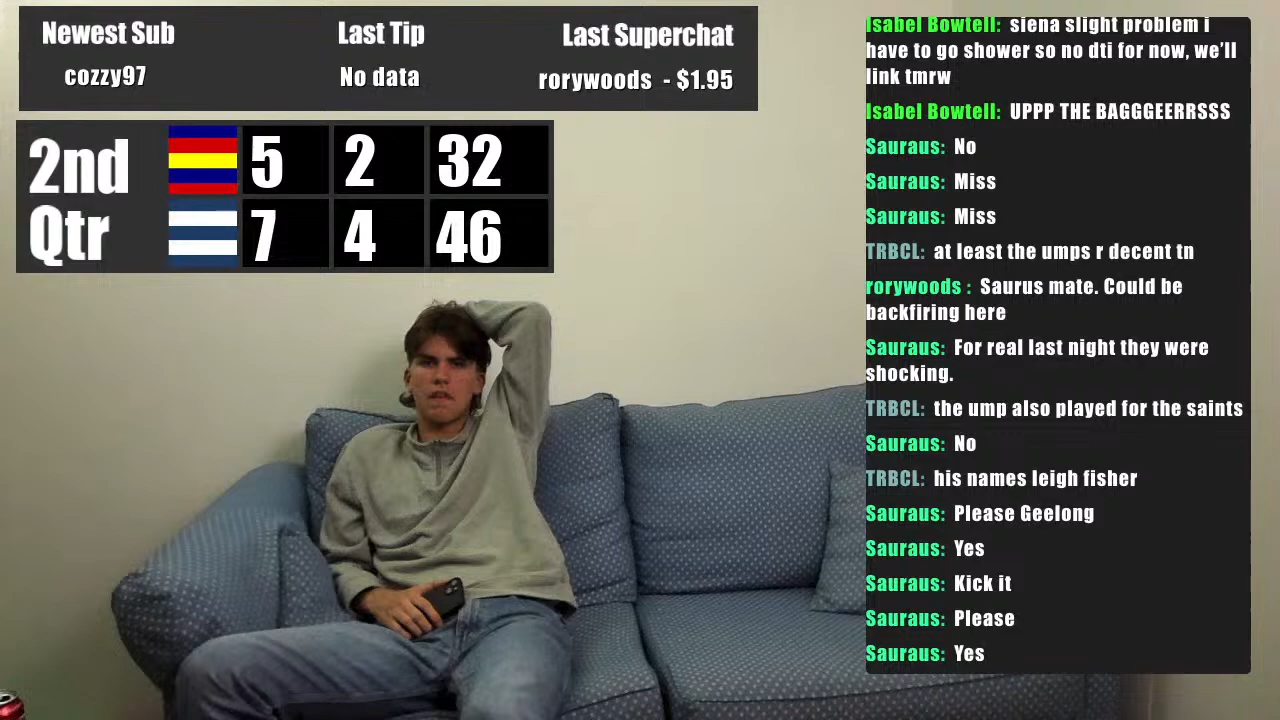 Newest Sub
Last Tip
Last Superchat
cozzy97
No data
rorywoods - $1.95
2nd
Qtr
5 2 32
7 4 46
Isabel Bowtell: siena slight problem i
have to go shower so no dti for now, we'll
link tmrw
Isabel Bowtell: UPPP THE BAGGGEERRSSS
Sauraus: No
Sauraus: Miss
Sauraus: Miss
TRBCL: at least the umps r decent tn
rorywoods : Saurus mate. Could be
backfiring here
Sauraus: For real last night they were
shocking.
TRBCL: the ump also played for the saints
Sauraus: No
TRBCL: his names leigh fisher
Sauraus: Please Geelong
Sauraus: Yes
Sauraus: Kick it
Sauraus: Please
Sauraus: Yes